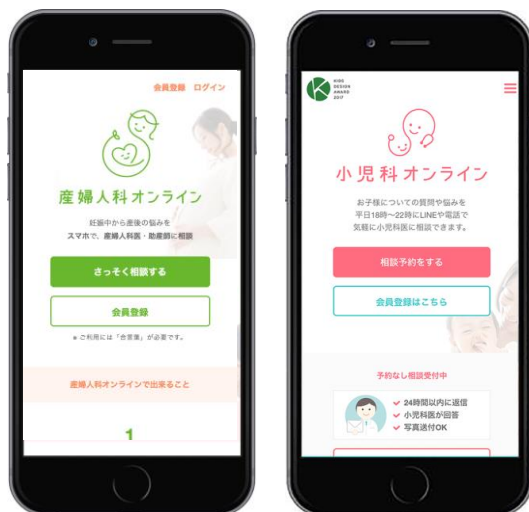 会員登録 ログイン
産婦人科オンライン
妊娠中から産後の悩みを
スマホで、産婦人科医・助産師に相談
さっそく相談する
会員登録
※ご利用には「合言葉」が必要です。
産婦人科オンラインで出来ること
1
KIDS
DESIGN
AWARD
2017
小児科オンライン
お子様についての質問や悩みを
平日18時〜22時にLINEや電話で
気軽に小児科医に相談できます。
相談予約をする
会員登録はこちら
予約なし相談受付中
24時間以内に返信
小児科医が回答
写真送付OK